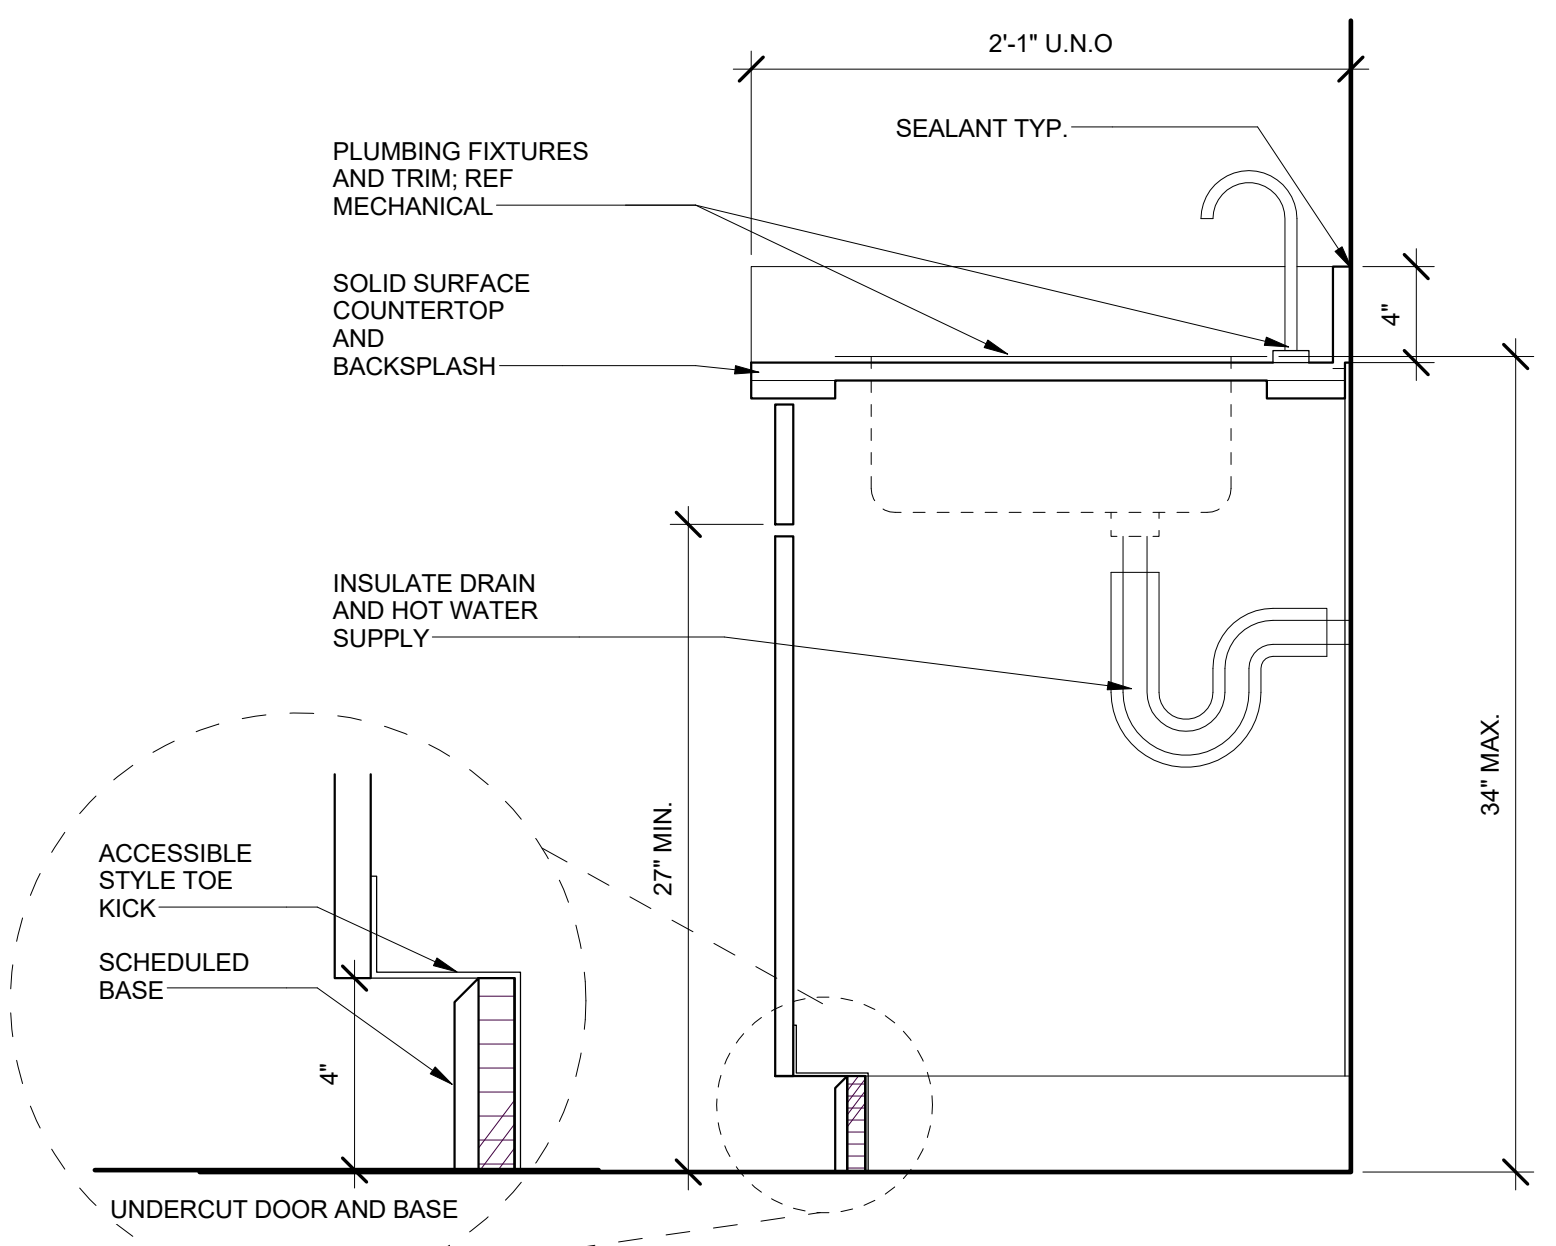 2'-1" U.N.O
SEALANT TYP.
PLUMBING FIXTURES
AND TRIM; REF
MECHANICAL
SOLID SURFACE
COUNTERTOP
AND
BACKSPLASH
4"
INSULATE DRAIN
AND HOT WATER
SUPPLY
34" MAX.
27" MIN.
ACCESSIBLE
STYLE TOE
KICK
SCHEDULED
BASE
4"
UNDERCUT DOOR AND BASE